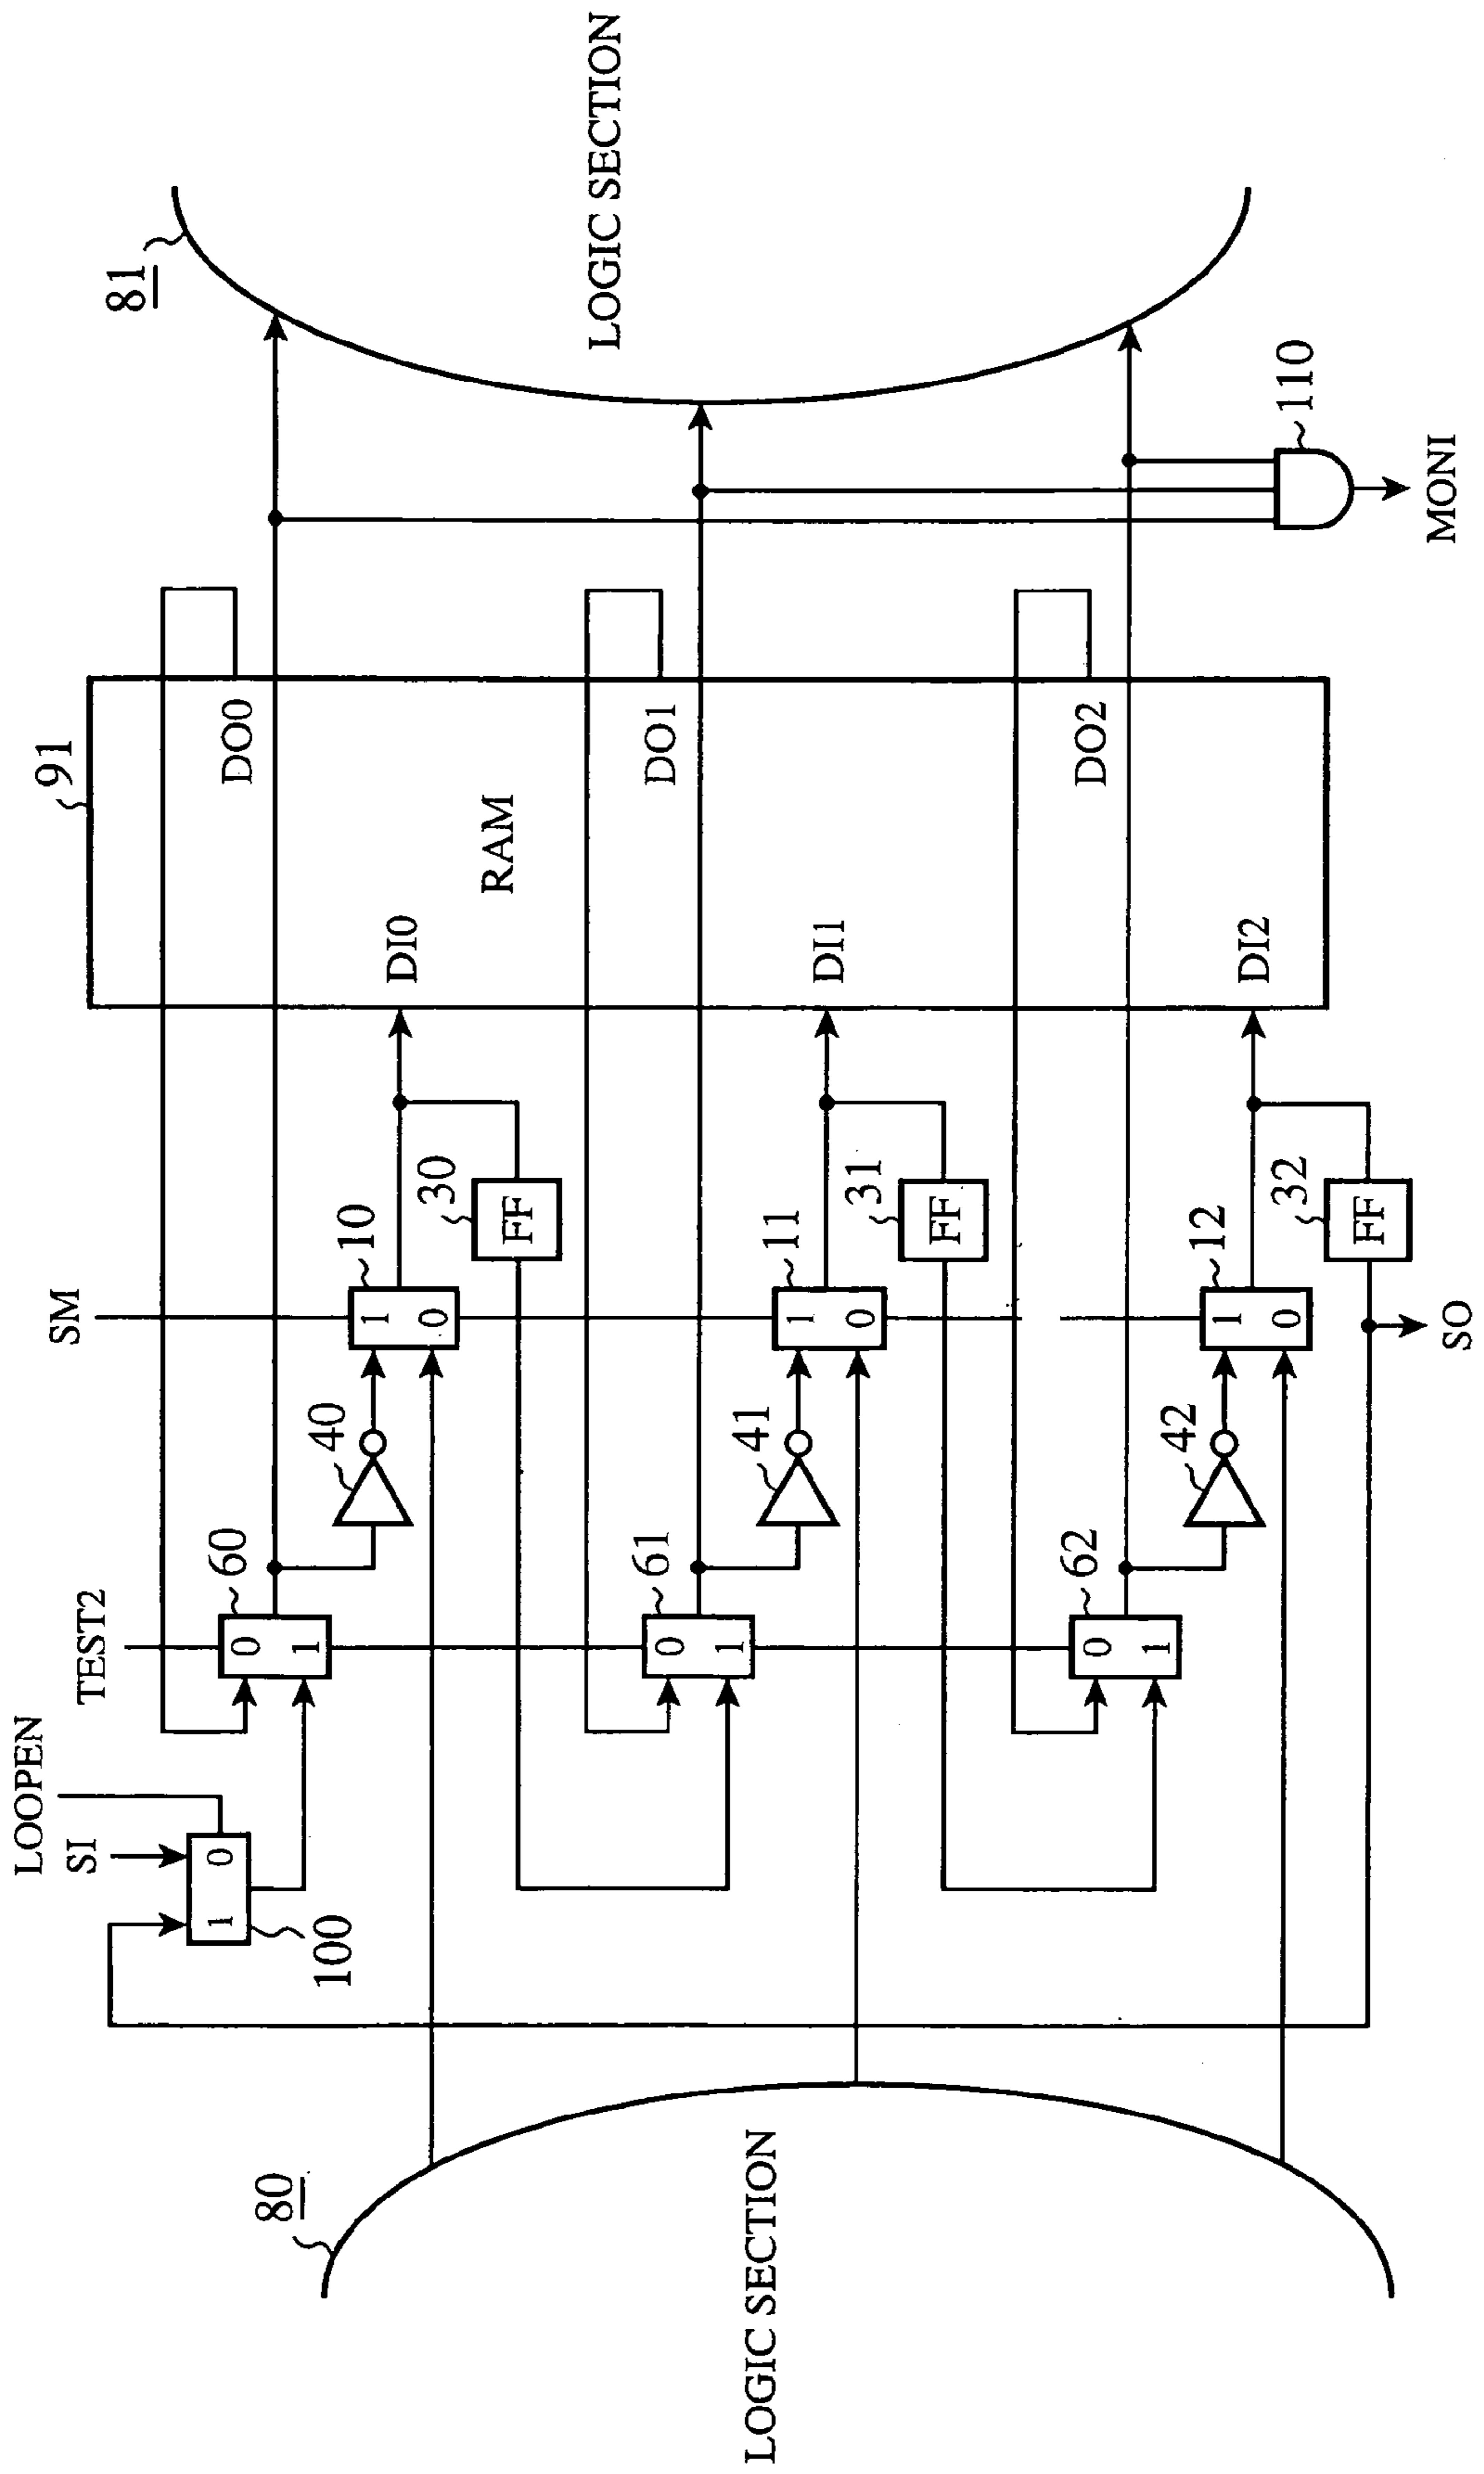 LOGIC SECTION
80
LOOPEN
SI
1 0
100
TEST2
0
1
60
0
1
61
0
1
62
40
41
42
SM
1
0
10
1
0
11
1
0
12
FF
30
FF
31
FF
32
SO
91
RAM
DI0
DI1
DI2
DO0
DO1
DO2
81
LOGIC SECTION
110
MONI